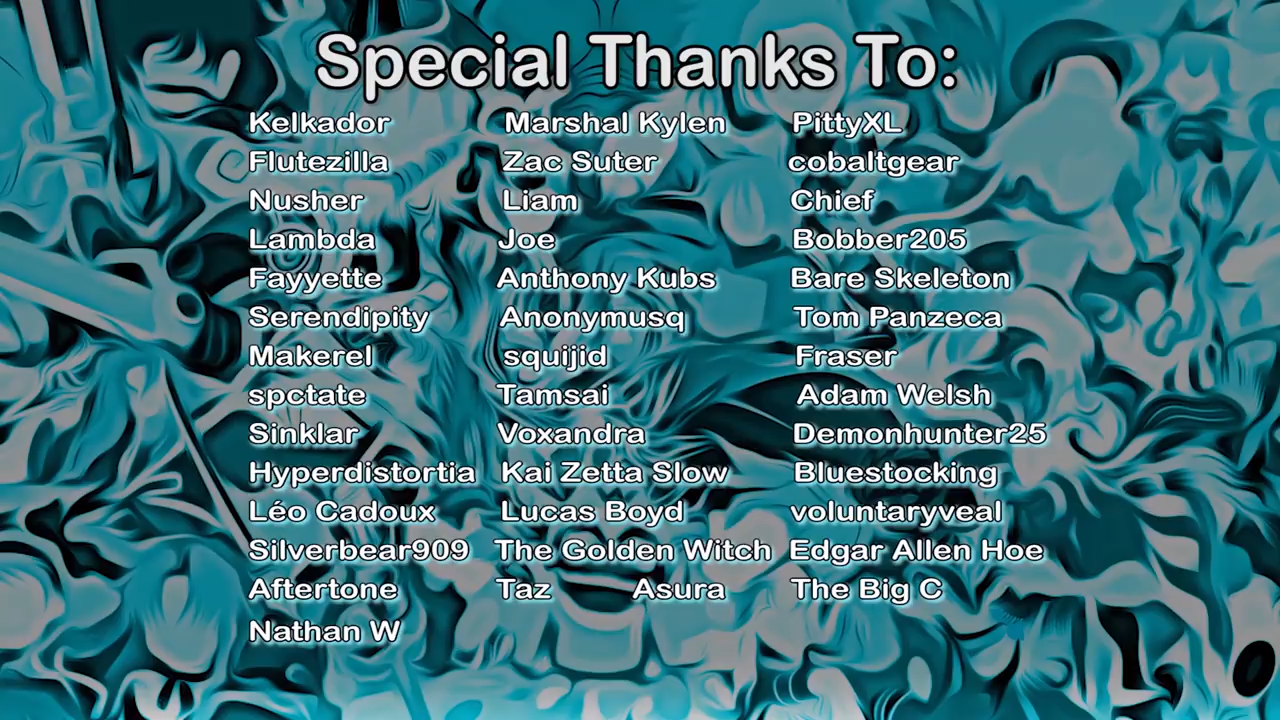 Special Thanks To:
Kelkador Marshal Kylen PittyXL
Flutezilla Zac Suter cobaltgear
Nusher Liam Chief
Lambda Joe Bobber205
Fayyette Anthony Kubs Bare Skeleton
Serendipity Anonymusq Tom Panzeca
Makerel squijid Fraser
spctate Tamsai Adam Welsh
Sinklar Voxandra Demonhunter25
Hyperdistortia Kai Zetta Slow Bluestocking
Léo Cadoux Lucas Boyd voluntaryveal
Silverbear909 The Golden Witch Edgar Allen Hoe
Aftertone Taz Asura The Big C
Nathan W